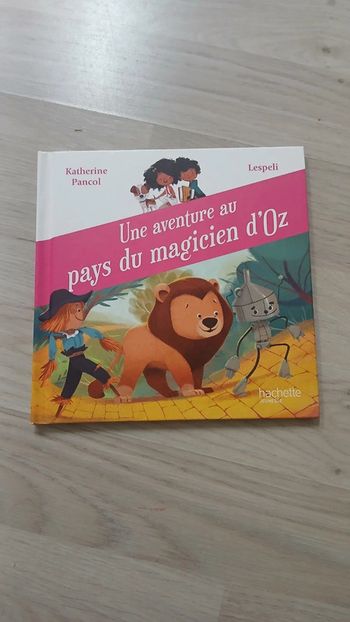 Katherine
Pancol
Lespeli
Une aventure au
pays du magicien d'Oz
hachette